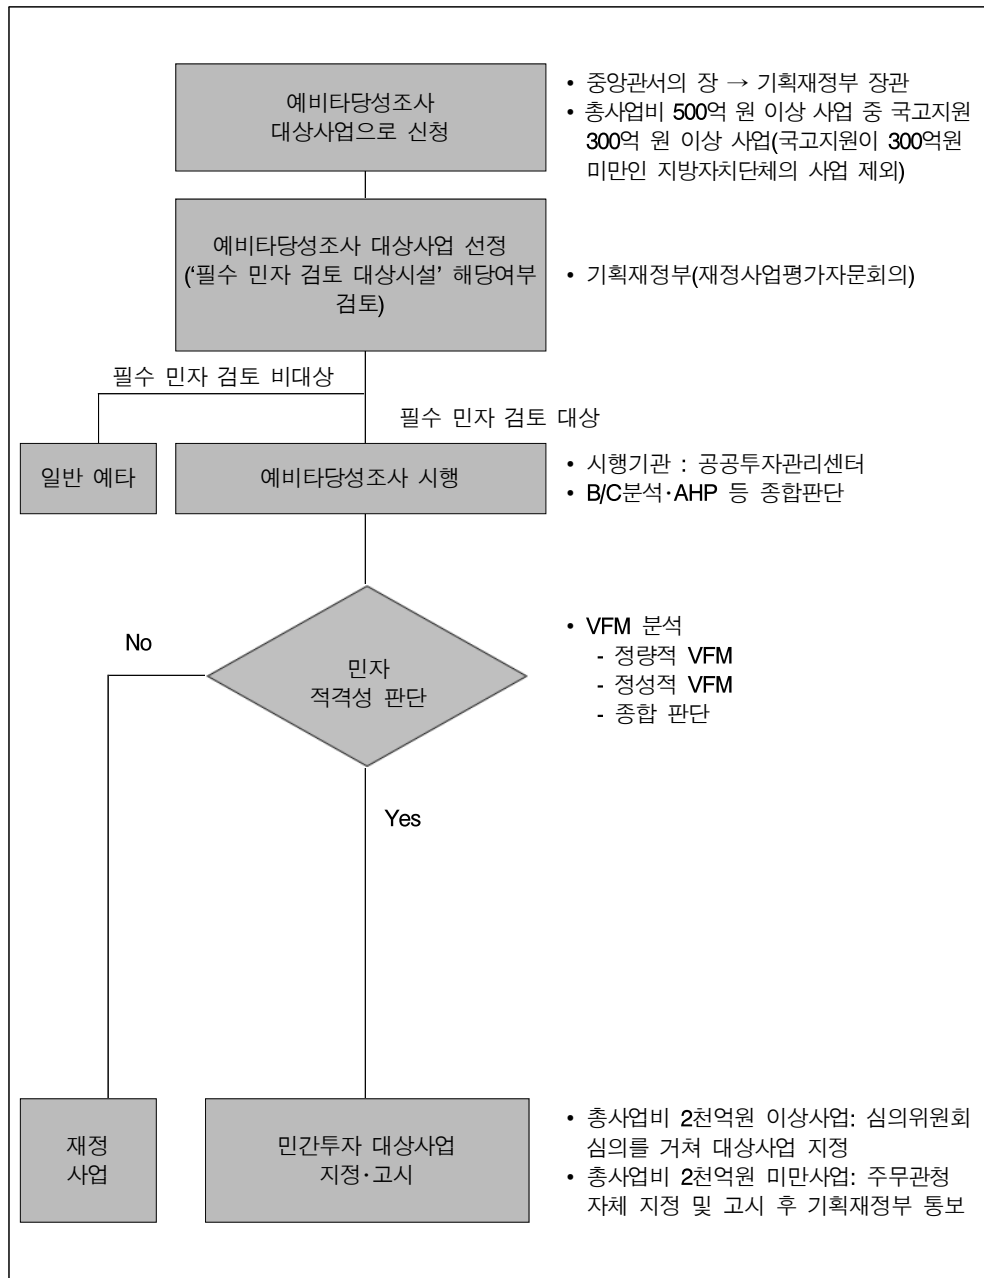 예비타당성조사
대상사업으로 신청
• 중앙관서의 장 → 기획재정부 장관
• 총사업비 500억 원 이상 사업 중 국고지원
300억 원 이상 사업(국고지원이 300억원
미만인 지방자치단체의 사업 제외)
예비타당성조사 대상사업 선정
(‘필수 민자 검토 대상시설’ 해당여부
검토)
• 기획재정부(재정사업평가자문회의)
필수 민자 검토 비대상
필수 민자 검토 대상
일반 예타
예비타당성조사 시행
• 시행기관 : 공공투자관리센터
• B/C분석·AHP 등 종합판단
No
민자
적격성 판단
• VFM 분석
- 정량적 VFM
- 정성적 VFM
- 종합 판단
Yes
재정
사업
민간투자 대상사업
지정·고시
• 총사업비 2천억원 이상사업: 심의위원회
심의를 거쳐 대상사업 지정
• 총사업비 2천억원 미만사업: 주무관청
자체 지정 및 고시 후 기획재정부 통보